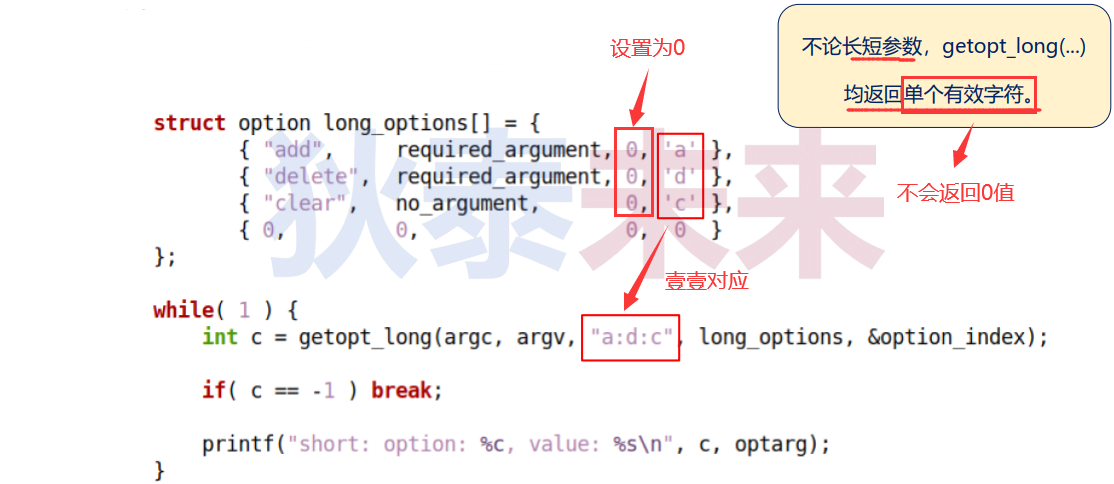 不论长短参数，getopt_long(...)
均返回单个有效字符。
设置为0
不会返回0值
struct option long_options[] = {
{ "add", required_argument, 0, 'a' },
{ "delete", required_argument, 0, 'd' },
{ "clear", no_argument, 0, 'c' },
{ 0, 0, 0, 0 }
};
壹壹对应
while( 1 ) {
int c = getopt_long(argc, argv, "a:d:c", long_options, &option_index);
if( c == -1 ) break;
printf("short: option: %c, value: %s\n", c, optarg);
}
狄泰未来